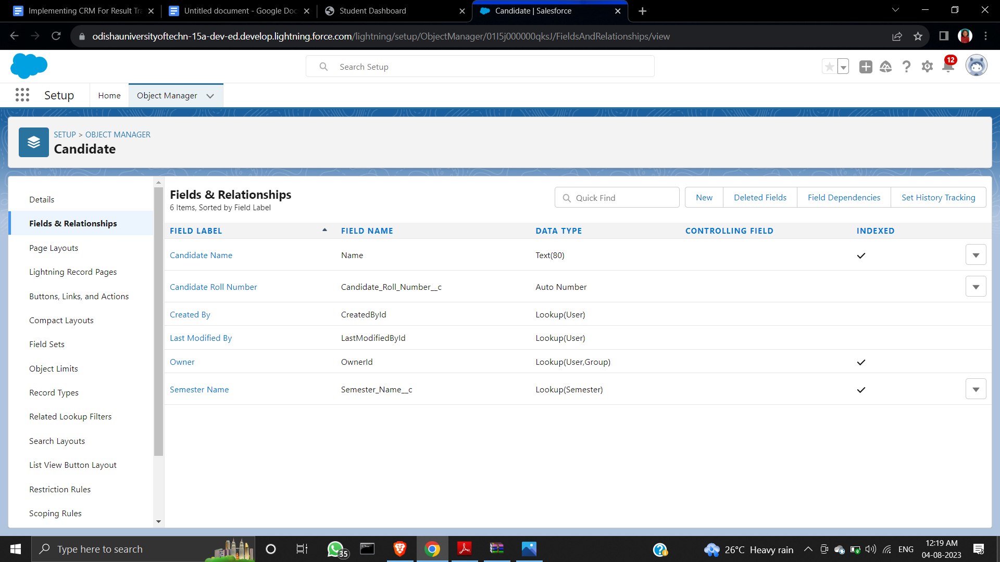 Implementing CRM For Result Tra
Untitled document - Google Doc
Student Dashboard
Candidate | Salesforce
odishauniversityoftechn-15a-dev-ed.develop.lightning.force.com/lightning/setup/ObjectManager/01I5j000000qksJ/FieldsAndRelationships/view
Search Setup
12
Setup
Home
Object Manager
SETUP > OBJECT MANAGER
Candidate
Details
Fields & Relationships
Page Layouts
Lightning Record Pages
Buttons, Links, and Actions
Compact Layouts
Field Sets
Object Limits
Record Types
Related Lookup Filters
Search Layouts
List View Button Layout
Restriction Rules
Scoping Rules
Fields & Relationships
6 Items, Sorted by Field Label
Quick Find
New
Deleted Fields
Field Dependencies
Set History Tracking
FIELD LABEL FIELD NAME DATA TYPE CONTROLLING FIELD INDEXED
Candidate Name Name Text(80)
Candidate Roll Number Candidate_Roll_Number__c Auto Number
Created By CreatedById Lookup(User)
Last Modified By LastModifiedById Lookup(User)
Owner OwnerId Lookup(User,Group)
Semester Name Semester_Name__c Lookup(Semester)
Type here to search
35
26°C Heavy rain
ENG
12:19 AM
04-08-2023